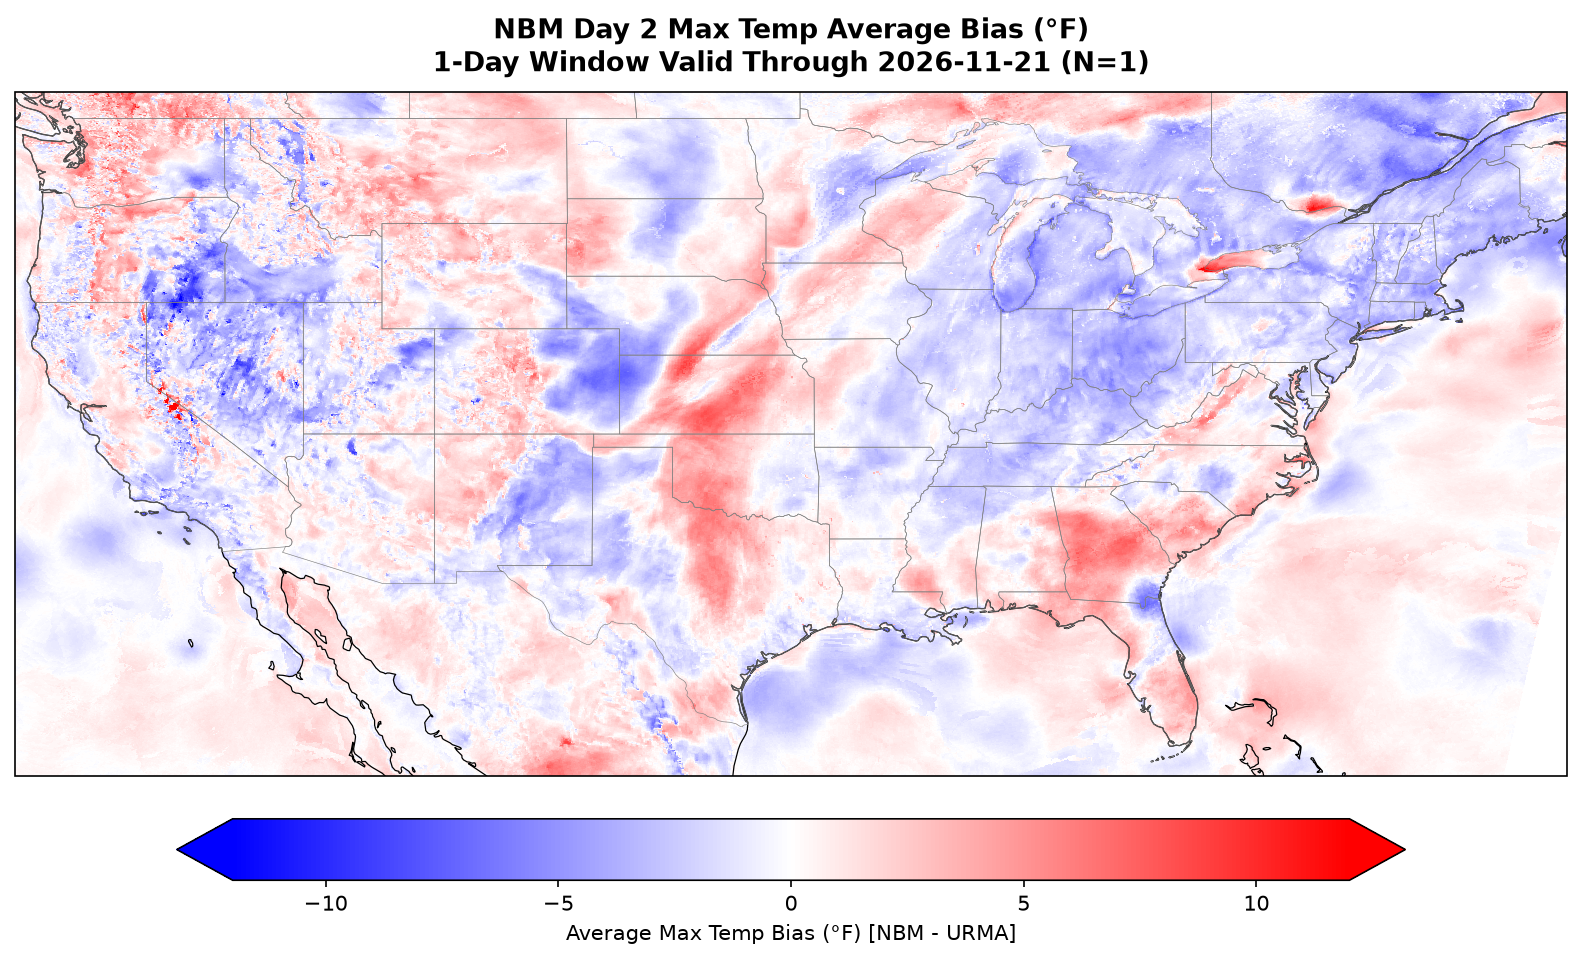 NBM Day 2 Max Temp Average Bias (°F)
1-Day Window Valid Through 2026-11-21 (N=1)
−10 −5 0 5 10
Average Max Temp Bias (°F) [NBM - URMA]